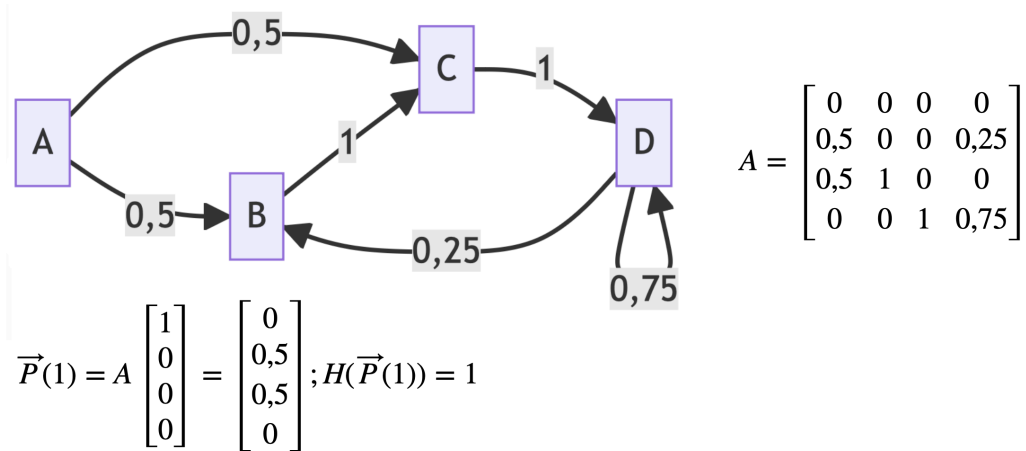 0,5
C
1
A
1
D
0,5
B
0,25
0,75
A = [ 0 0 0 0
0,5 0 0 0,25
0,5 1 0 0
0 0 1 0,75 ]
P⃗(1) = A [ 1 0 0 0 ] = [ 0 0,5 0,5 0 ] ; H(P⃗(1)) = 1